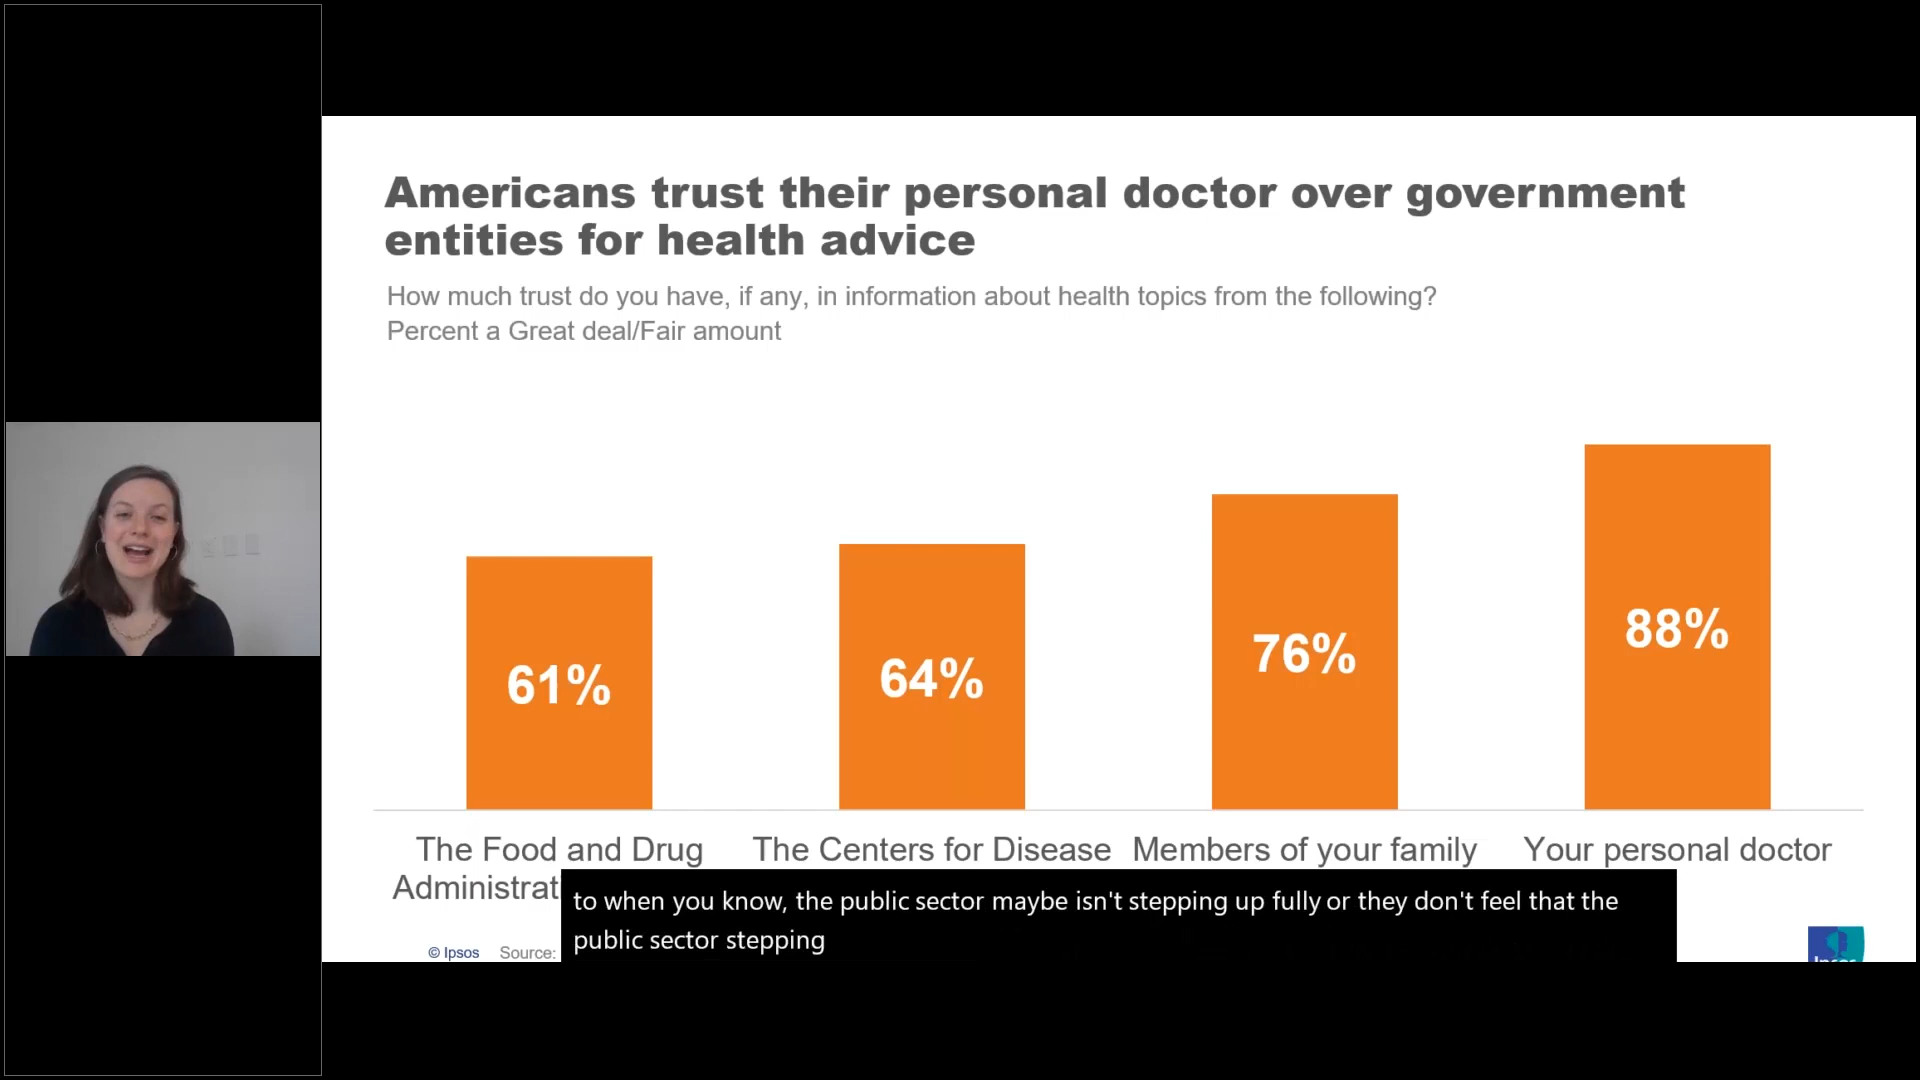 Americans trust their personal doctor over government
entities for health advice
How much trust do you have, if any, in information about health topics from the following?
Percent a Great deal/Fair amount
61%
64%
76%
88%
The Food and Drug
The Centers for Disease
Members of your family
Your personal doctor
to when you know, the public sector maybe isn't stepping up fully or they don't feel that the
public sector stepping
© Ipsos
Source: